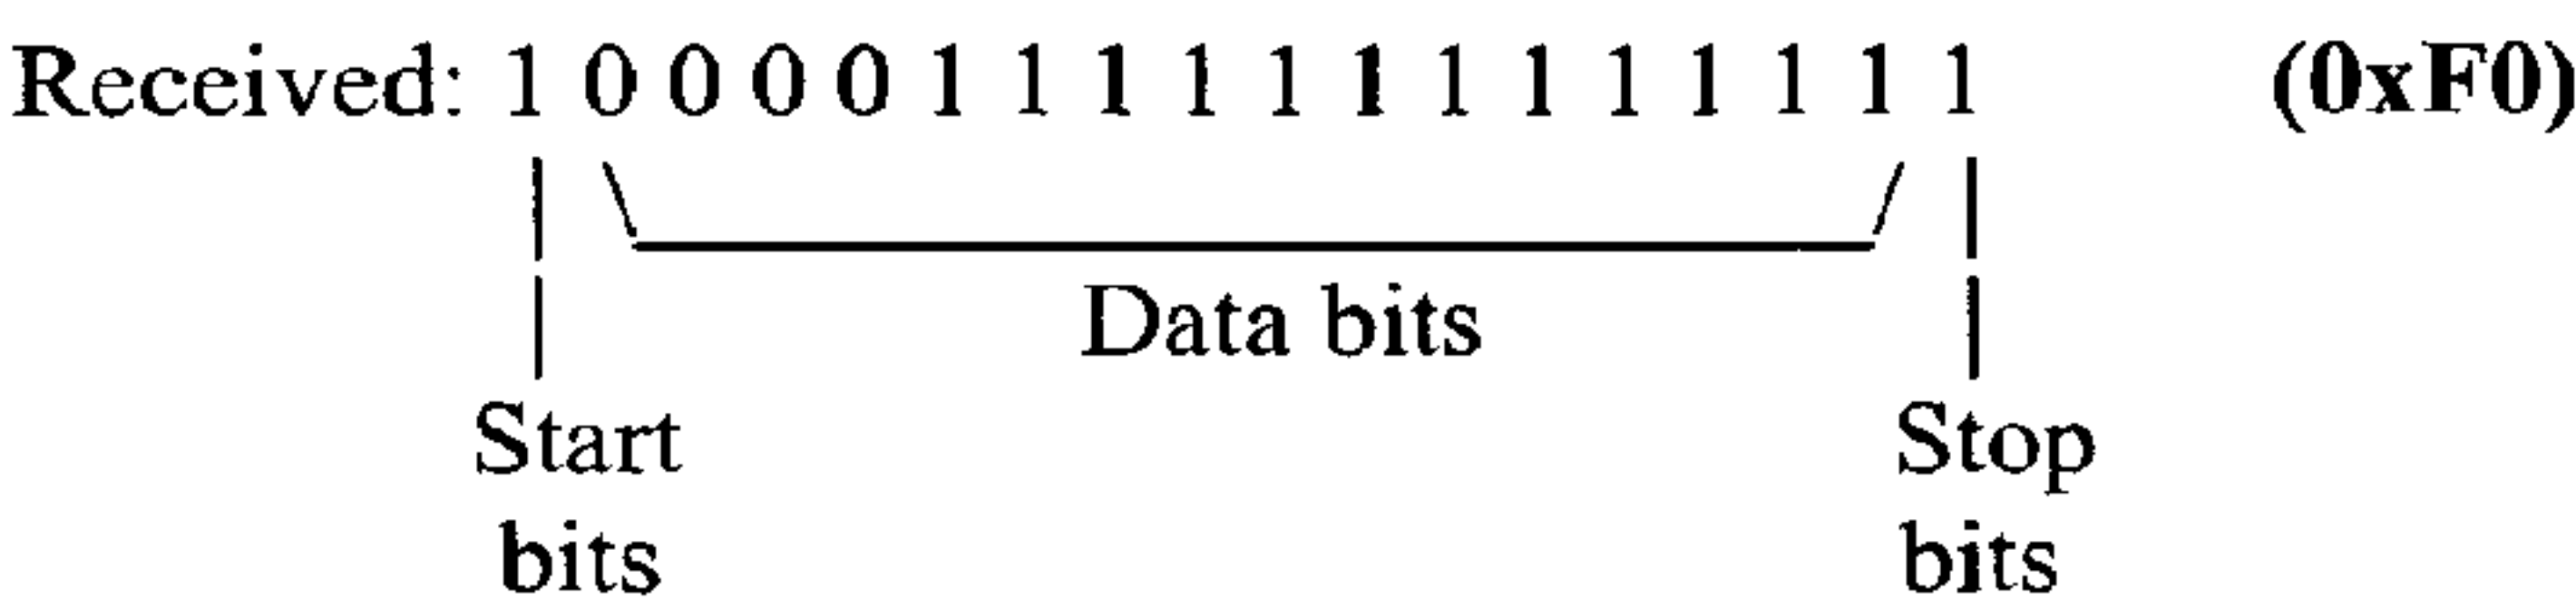 Received: 1 0 0 0 0 1 1 1 1 1 1 1 1 1 1 1 1 1 (0xF0)
Data bits
Start Stop
bits bits